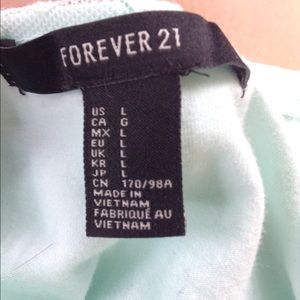 FOREVER 21
US L
CA G
MX L
EU L
UK L
KR L
JP L
CN 170/98A
MADE IN
VIETNAM
FABRIQUÉ AU
VIETNAM